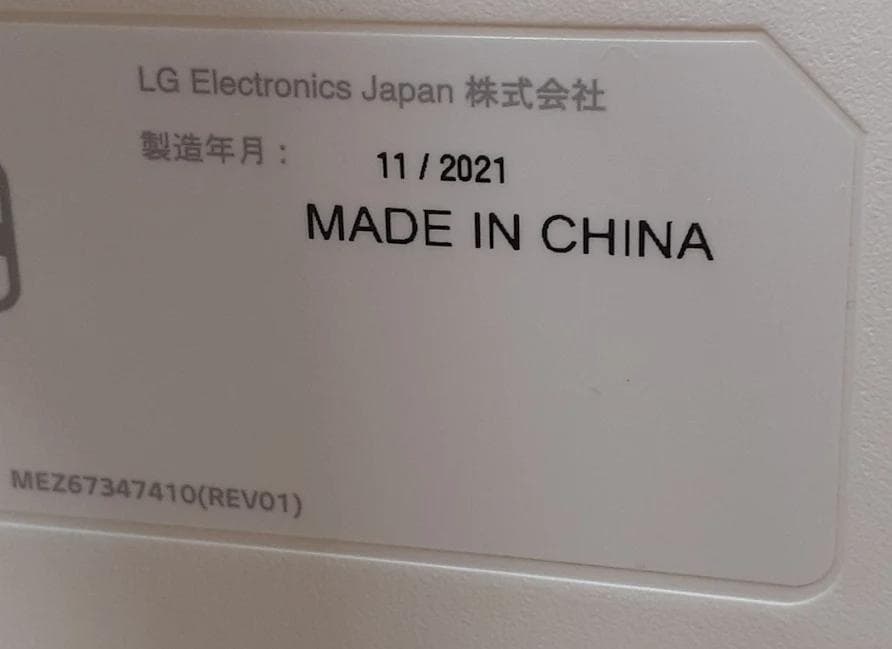 LG Electronics Japan 株式会社
製造年月: 11 / 2021
MADE IN CHINA
MEZ67347410(REV01)